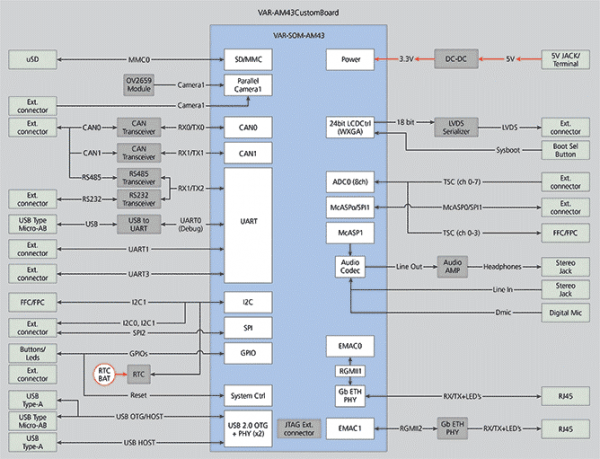 VAR-AM43CustomBoard
VAR-SOM-AM43
uSD
MMC0
SD/MMC
Power
3.3V
DC-DC
5V
5V JACK/
Terminal
OV2659
Module
Camera1
Parallel
Camera1
Ext.
connector
Camera1
Ext.
connector
CAN0
CAN
Transceiver
RX0/TX0
CAN0
24bit LCDCtrl
(WXGA)
18 bit
LVDS
Serializer
LVDS
Ext.
connector
CAN1
CAN
Transceiver
RX1/TX1
CAN1
Sysboot
Boot Sel
Button
RS485
RS485
Transceiver
RX1/TX2
Ext.
connector
RS232
RS232
Transceiver
UART
ADC0 (8ch)
TSC (ch 0-7)
Ext.
connector
McASP0/SPI1
McASP0/SPI1
Ext.
connector
USB Type
Micro-AB
USB
USB to
UART
UART0
(Debug)
McASP1
TSC (ch 0-3)
FFC/FPC
Ext.
connector
UART1
Audio
Codec
Line Out
Audio
AMP
Headphones
Stereo
Jack
Ext.
connector
UART3
Line In
Stereo
Jack
FFC/FPC
I2C1
I2C
Dmic
Digital Mic
Ext.
connector
I2C0, I2C1
SPI2
SPI
Buttons/
Leds
GPIOs
GPIO
EMAC0
Ext.
connector
RTC
BAT
RTC
RGMII1
Reset
System Ctrl
Gb ETH
PHY
RX/TX+LED's
RJ45
USB
Type-A
USB Type
Micro-AB
USB OTG/HOST
USB 2.0 OTG
+ PHY (x2)
JTAG Ext.
connector
EMAC1
RGMII2
Gb ETH
PHY
RX/TX+LED's
RJ45
USB
Type-A
USB HOST